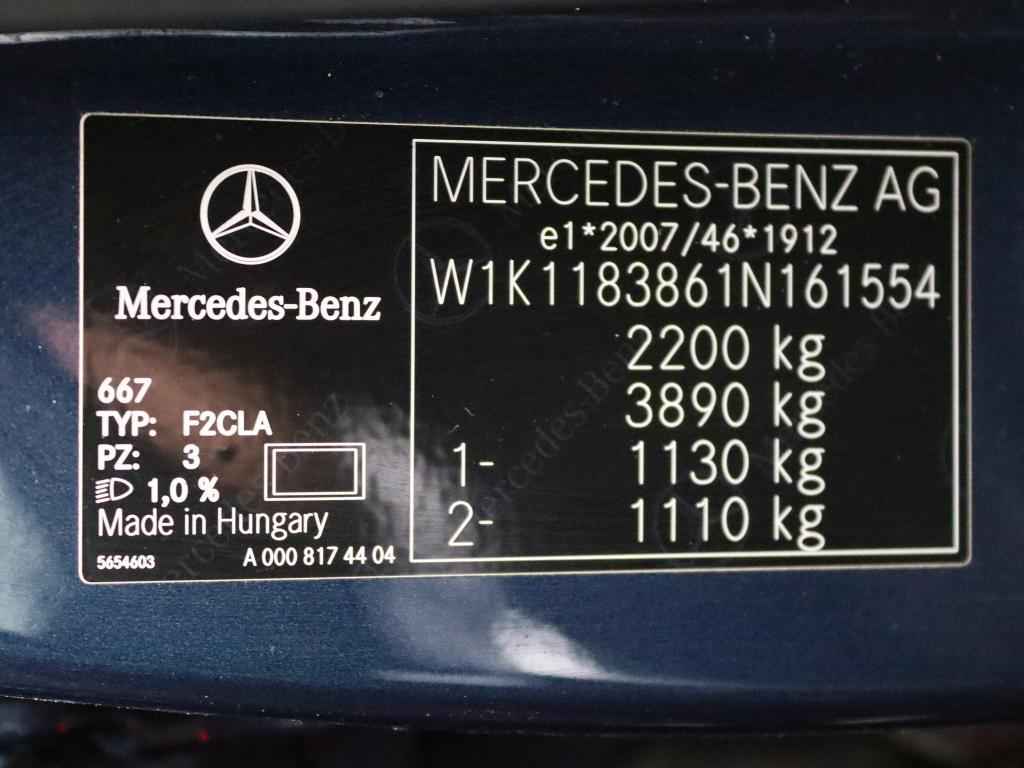 Mercedes-Benz
667
TYP: F2CLA
PZ: 3
1,0 %
Made in Hungary
5654603
A 000 817 44 04
MERCEDES-BENZ AG
e1*2007/46*1912
W1K1183861N161554
2200 kg
3890 kg
1- 1130 kg
2- 1110 kg